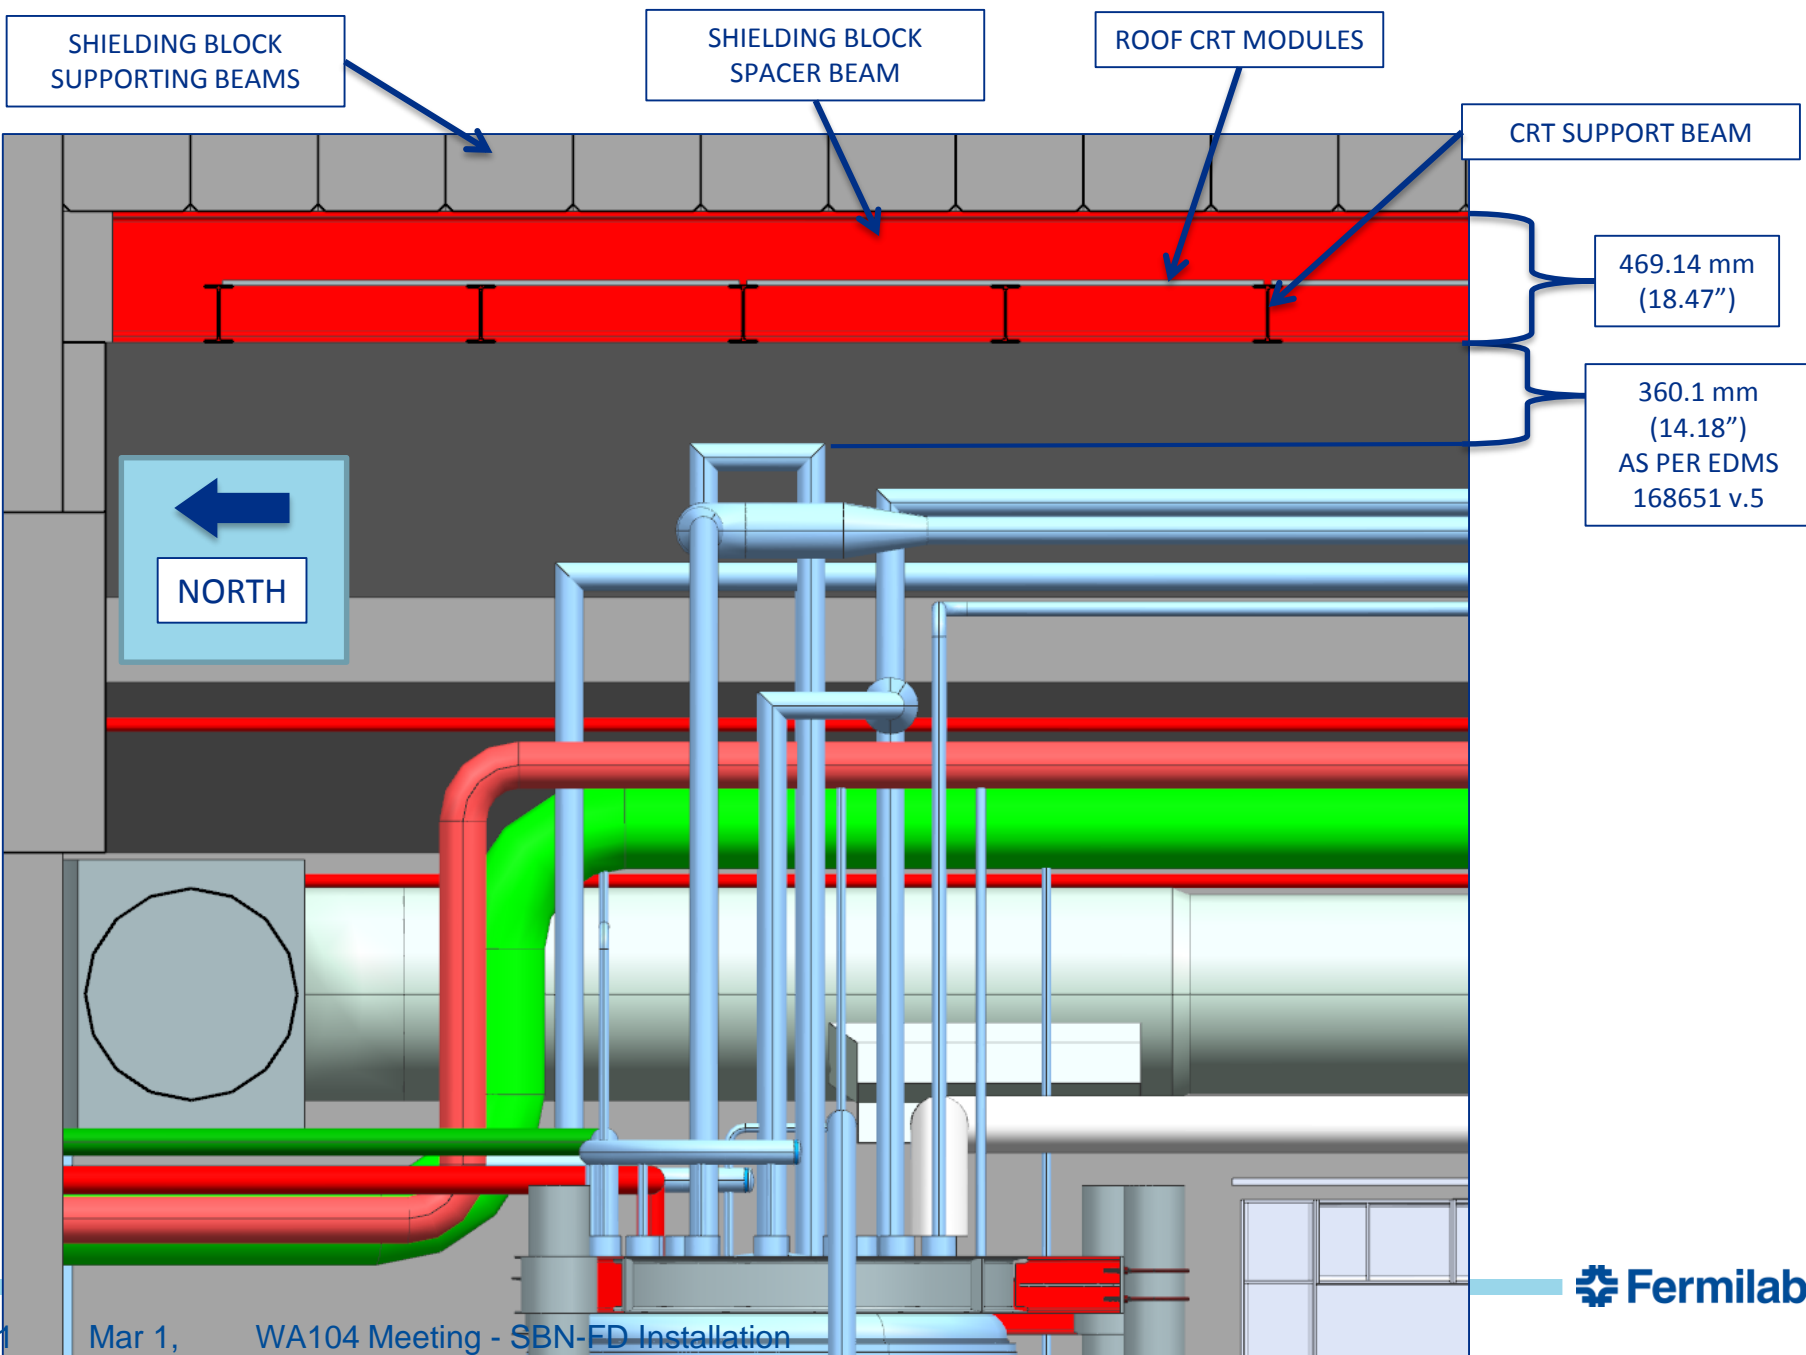 SHIELDING BLOCK
SUPPORTING BEAMS
SHIELDING BLOCK
SPACER BEAM
ROOF CRT MODULES
CRT SUPPORT BEAM
469.14 mm
(18.47”)
360.1 mm
(14.18”)
AS PER EDMS
168651 v.5
NORTH
Fermilab
1 Mar 1, WA104 Meeting - SBN-FD Installation